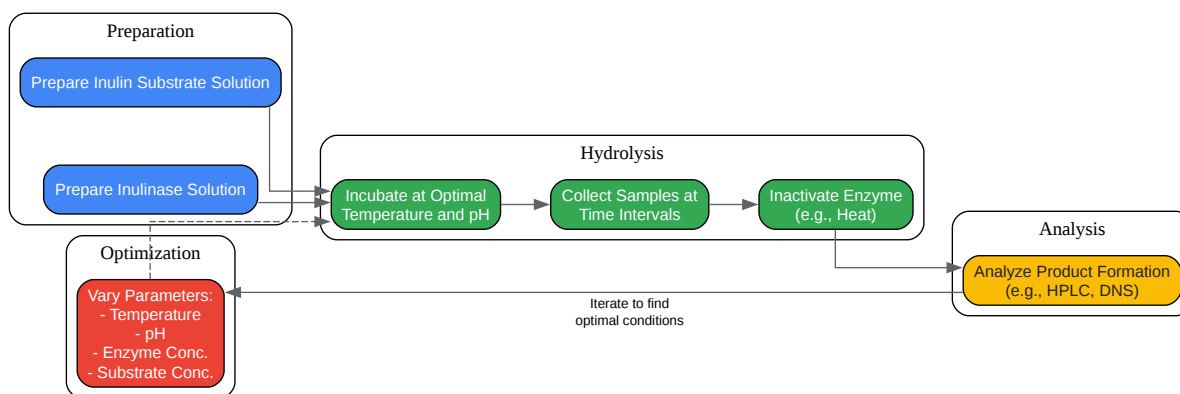 Preparation
Prepare Inulin Substrate Solution
Prepare Inulinase Solution
Hydrolysis
Incubate at Optimal
Temperature and pH
Collect Samples at
Time Intervals
Inactivate Enzyme
(e.g., Heat)
Analysis
Analyze Product Formation
(e.g., HPLC, DNS)
Iterate to find
optimal conditions
Optimization
Vary Parameters:
- Temperature
- pH
- Enzyme Conc.
- Substrate Conc.